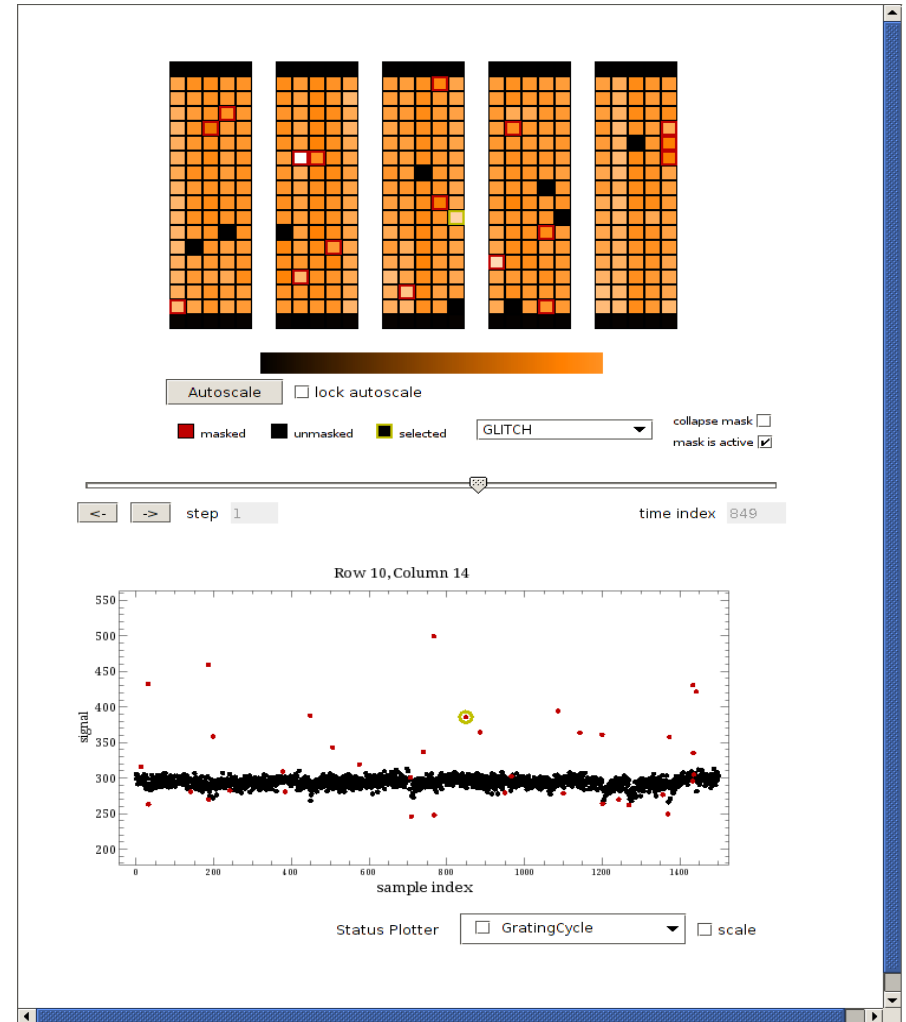 Autoscale lock autoscale
masked unmasked selected GLITCH collapse mask
mask is active
<- -> step 1 time index 849
Row 10, Column 14
550
500
450
400
350
300
250
200
signal
0 200 400 600 800 1000 1200 1400
sample index
Status Plotter GratingCycle scale